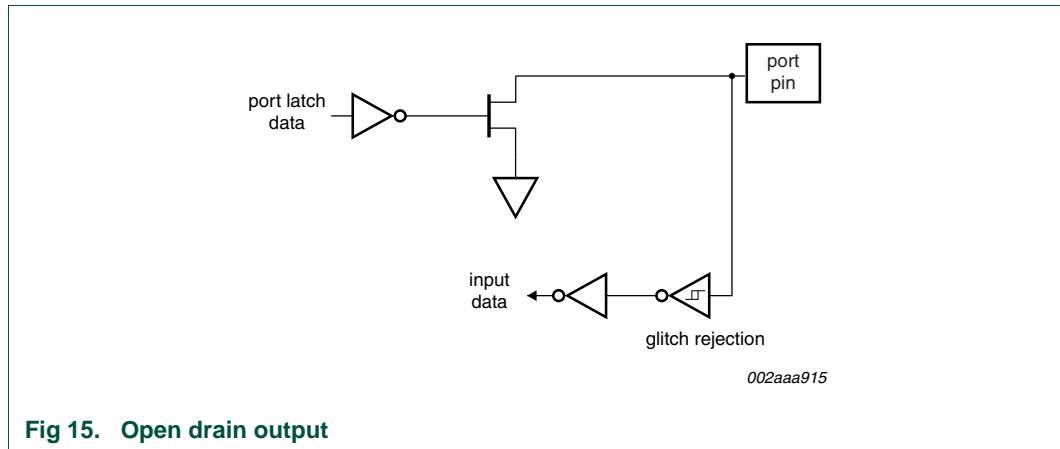 port
pin
port latch
data
input
data
glitch rejection
002aaa915
Fig 15. Open drain output